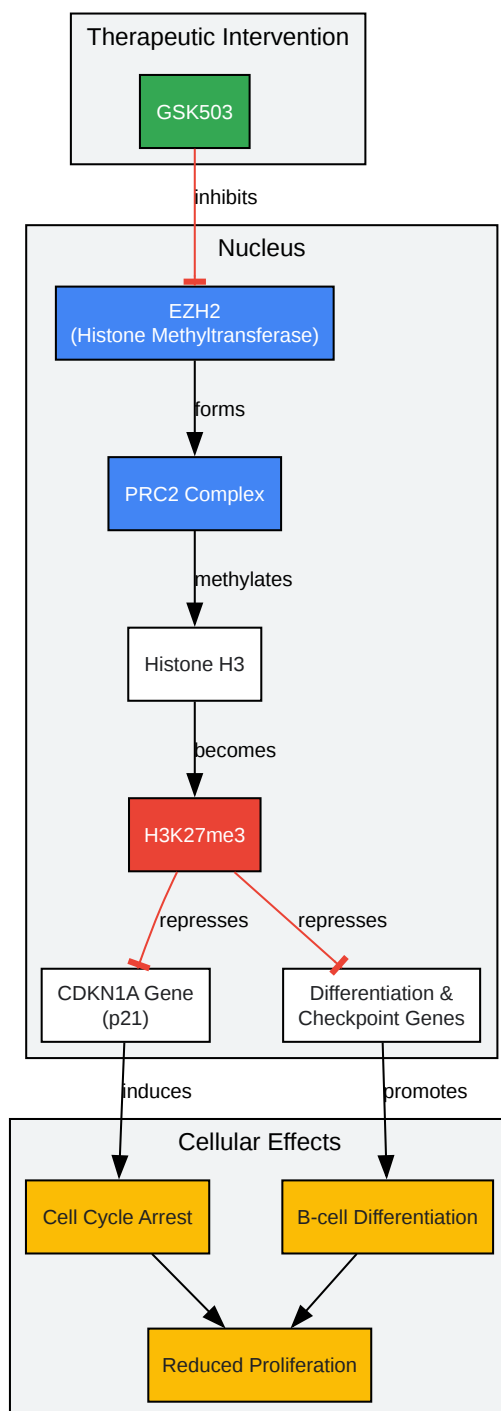 Therapeutic Intervention
GSK503
inhibits
Nucleus
EZH2
(Histone Methyltransferase)
forms
PRC2 Complex
methylates
Histone H3
becomes
H3K27me3
represses
represses
CDKN1A Gene
(p21)
Differentiation &
Checkpoint Genes
induces
promotes
Cellular Effects
Cell Cycle Arrest
B-cell Differentiation
Reduced Proliferation